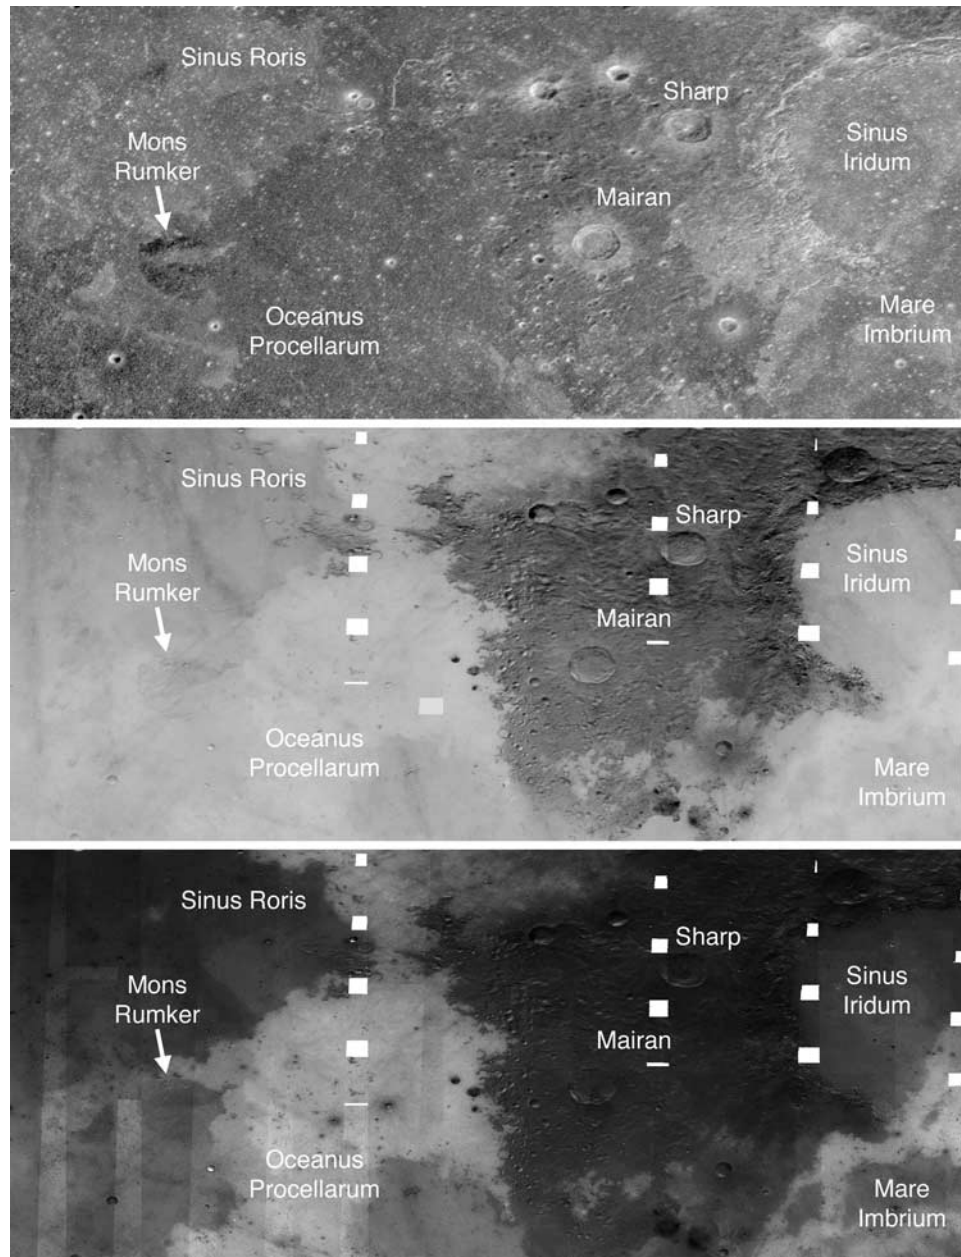 Sinus Roris
Sharp
Mons
Rumker
Sinus
Iridum
Mairan
Oceanus
Procellarum
Mare
Imbrium
Sinus Roris
Sharp
Mons
Rumker
Sinus
Iridum
Mairan
Oceanus
Procellarum
Mare
Imbrium
Sinus Roris
Sharp
Mons
Rumker
Sinus
Iridum
Mairan
Oceanus
Procellarum
Mare
Imbrium